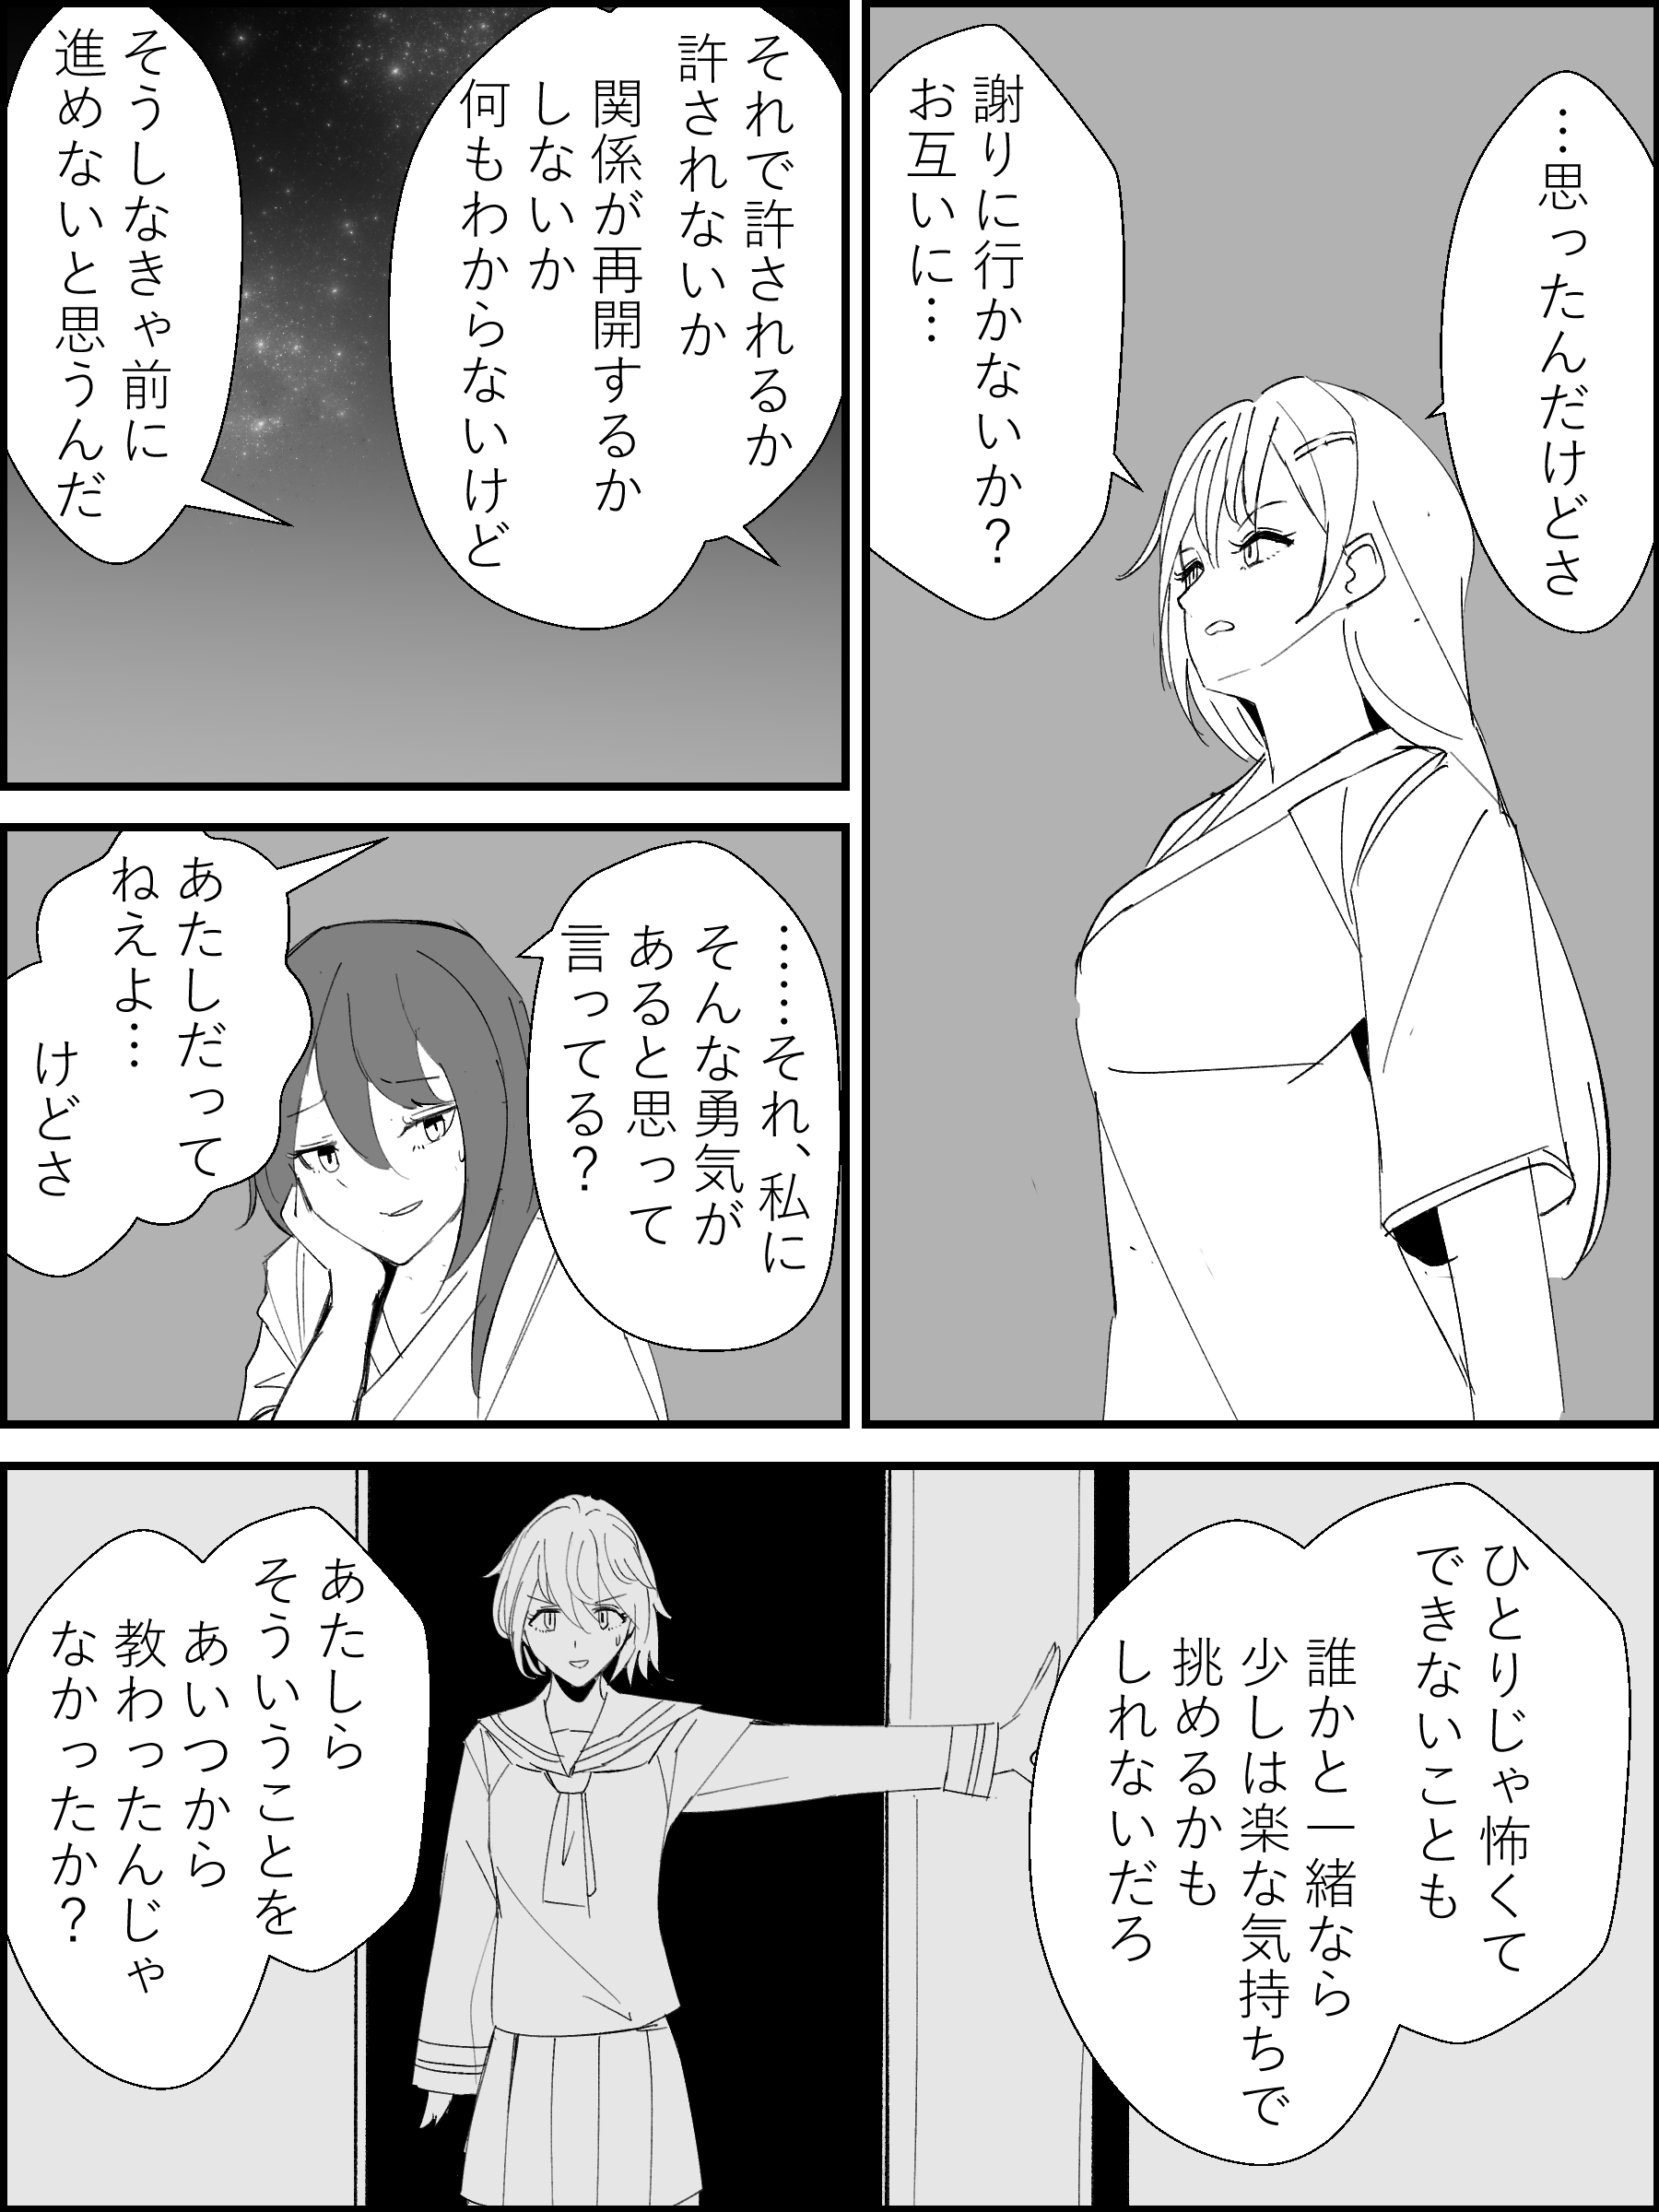 …思ったんだけどさ
謝りに行かないか？
お互いに…
それで許されるか
許されないか
関係が再開するか
しないか
何もわからないけど
そうしなきゃ前に
進めないと思うんだ
……それ、私に
そんな勇気が
あると思って
言ってる？
あたしだって
ねえよ…
けどさ
ひとりじゃ怖くて
できないことも
誰かと一緒なら
少しは楽な気持ちで
挑めるかも
しれないだろ
あたしら
そういうことを
あいつから
教わったんじゃ
なかったか？